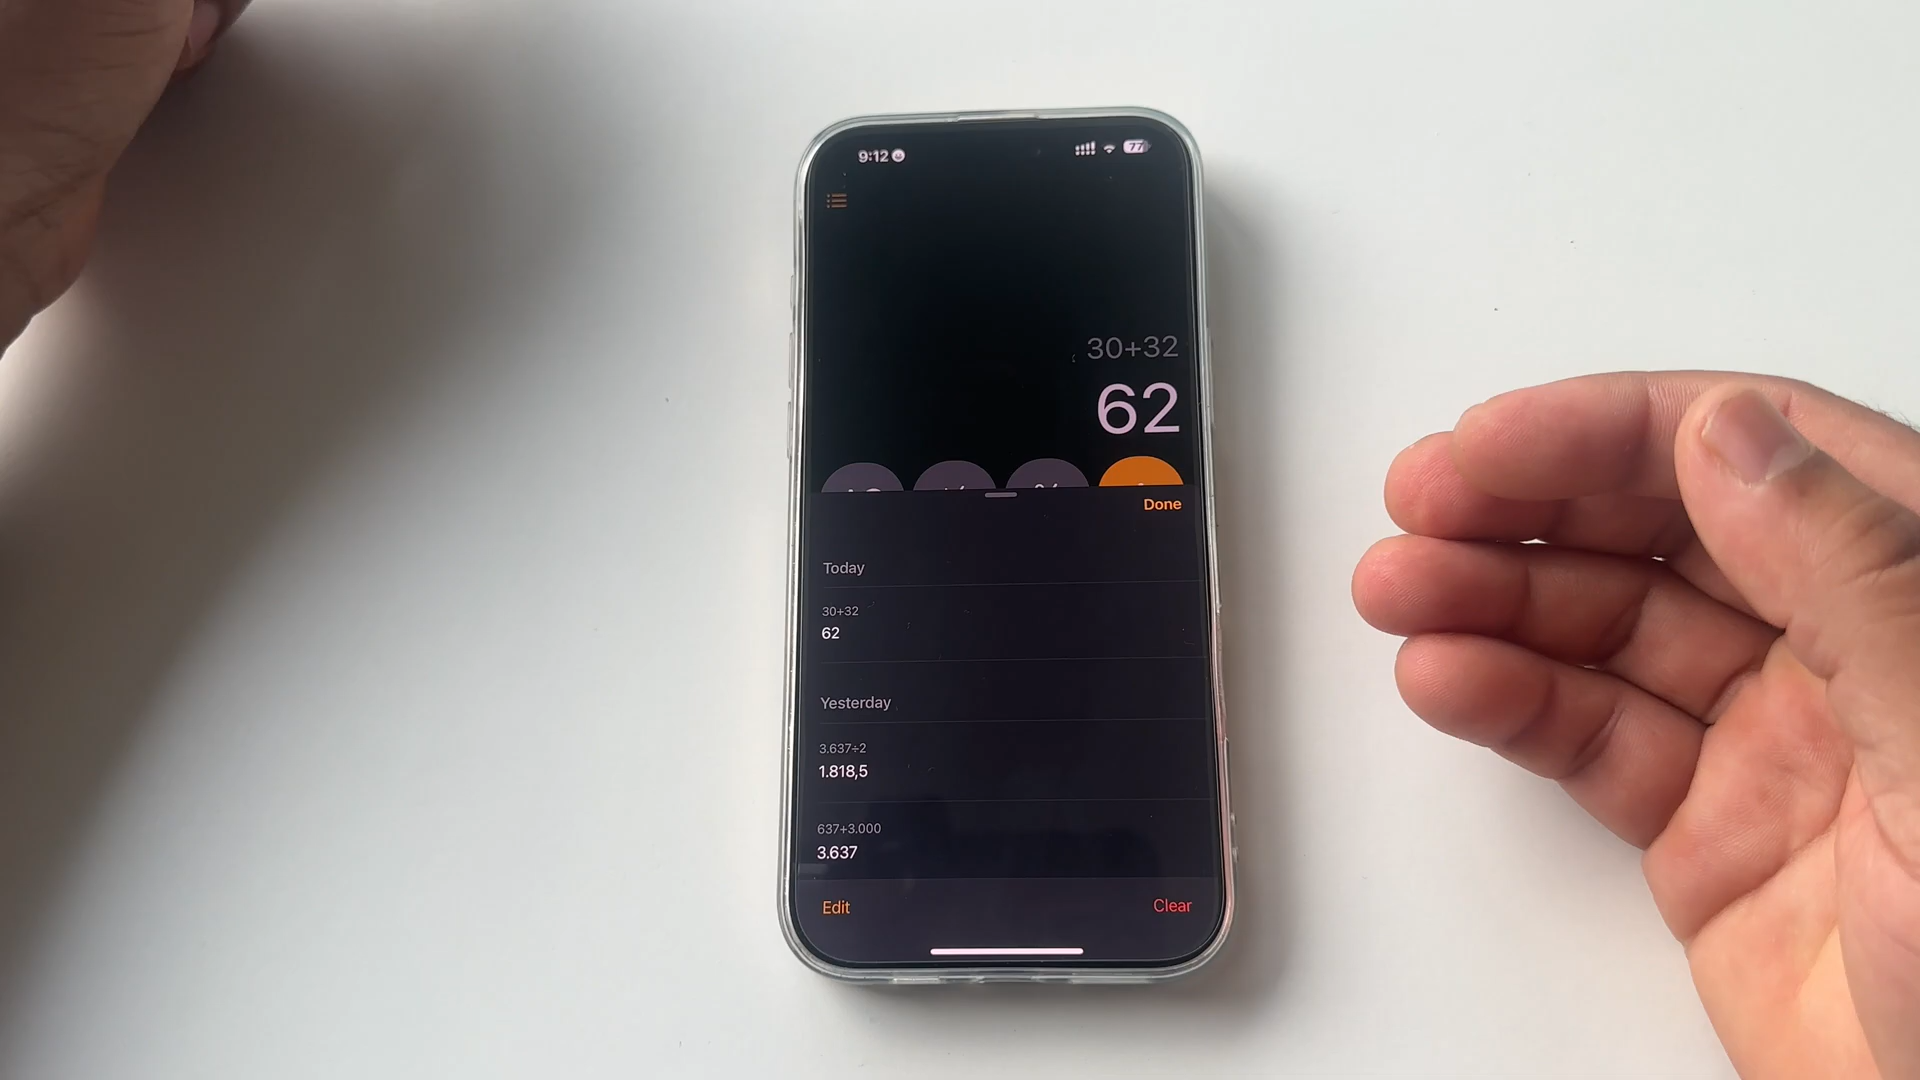 9:12
77
30+32
62
Done
Today
30+32
62
Yesterday
3.637÷2
1.818,5
637+3.000
3.637
Edit
Clear